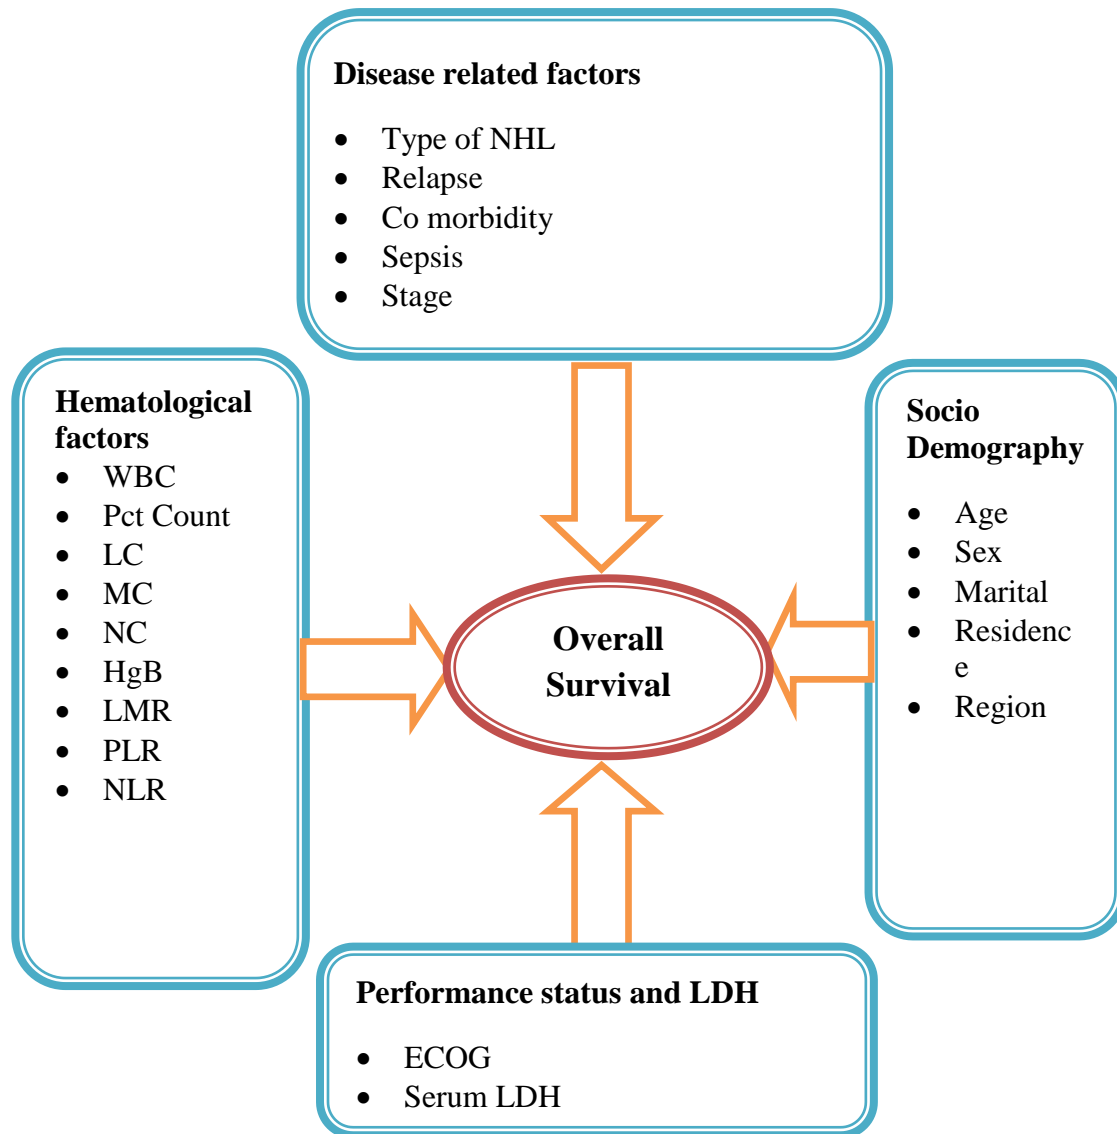 Disease related factors
• Type of NHL
• Relapse
• Co morbidity
• Sepsis
• Stage
Hematological
factors
• WBC
• Pct Count
• LC
• MC
• NC
• HgB
• LMR
• PLR
• NLR
Socio
Demography
• Age
• Sex
• Marital
• Residenc
e
• Region
Overall
Survival
Performance status and LDH
• ECOG
• Serum LDH